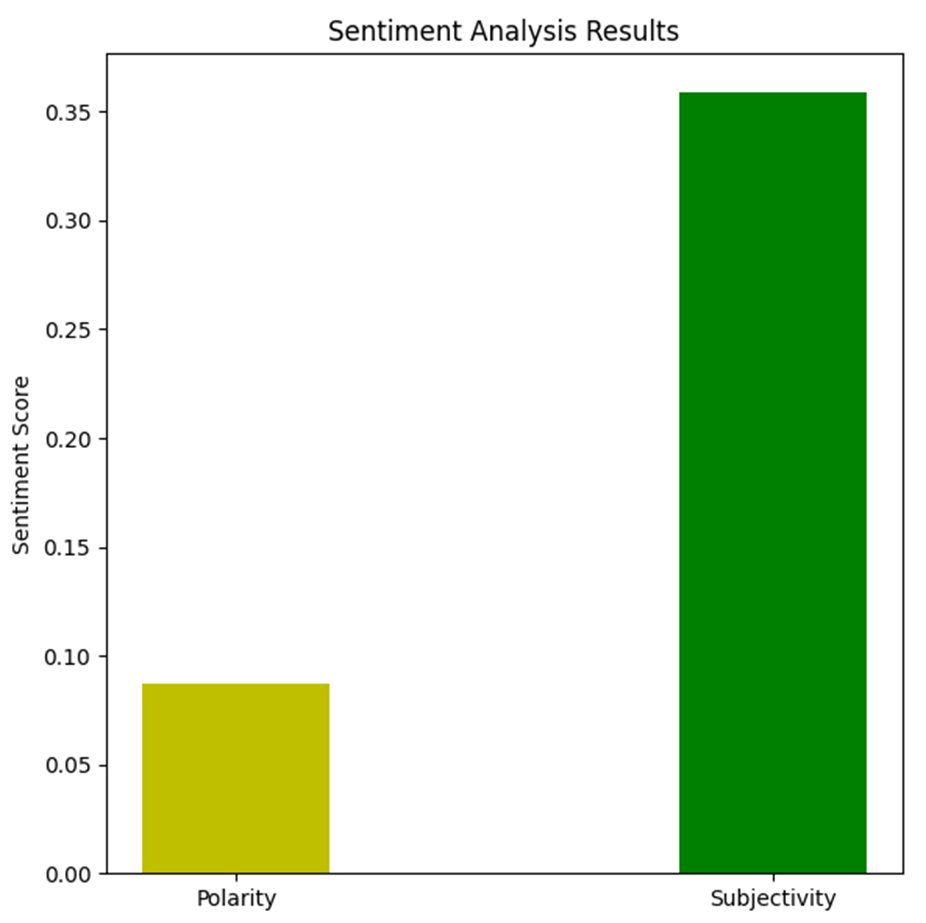 Sentiment Analysis Results
Sentiment Score
0.35
0.30
0.25
0.20
0.15
0.10
0.05
0.00
Polarity
Subjectivity